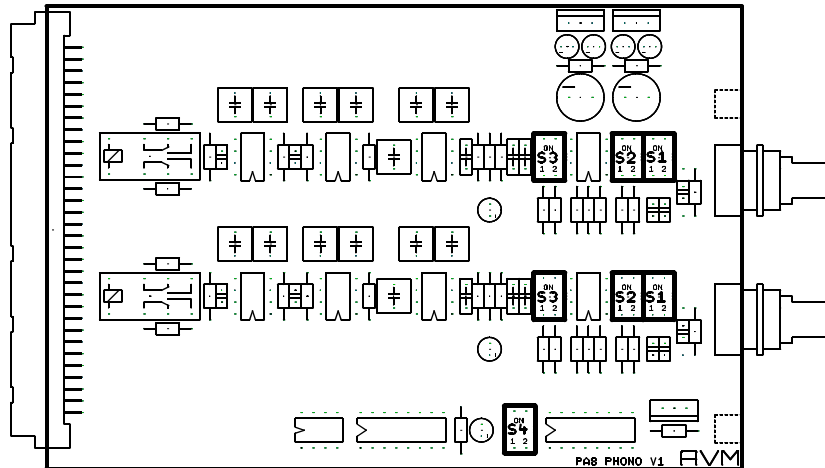 ON ON ON
S3 S2 S1
1 2 1 2 1 2
ON ON ON
S3 S2 S1
1 2 1 2 1 2
ON
S4
1 2
PA8 PHONO V1 AVM